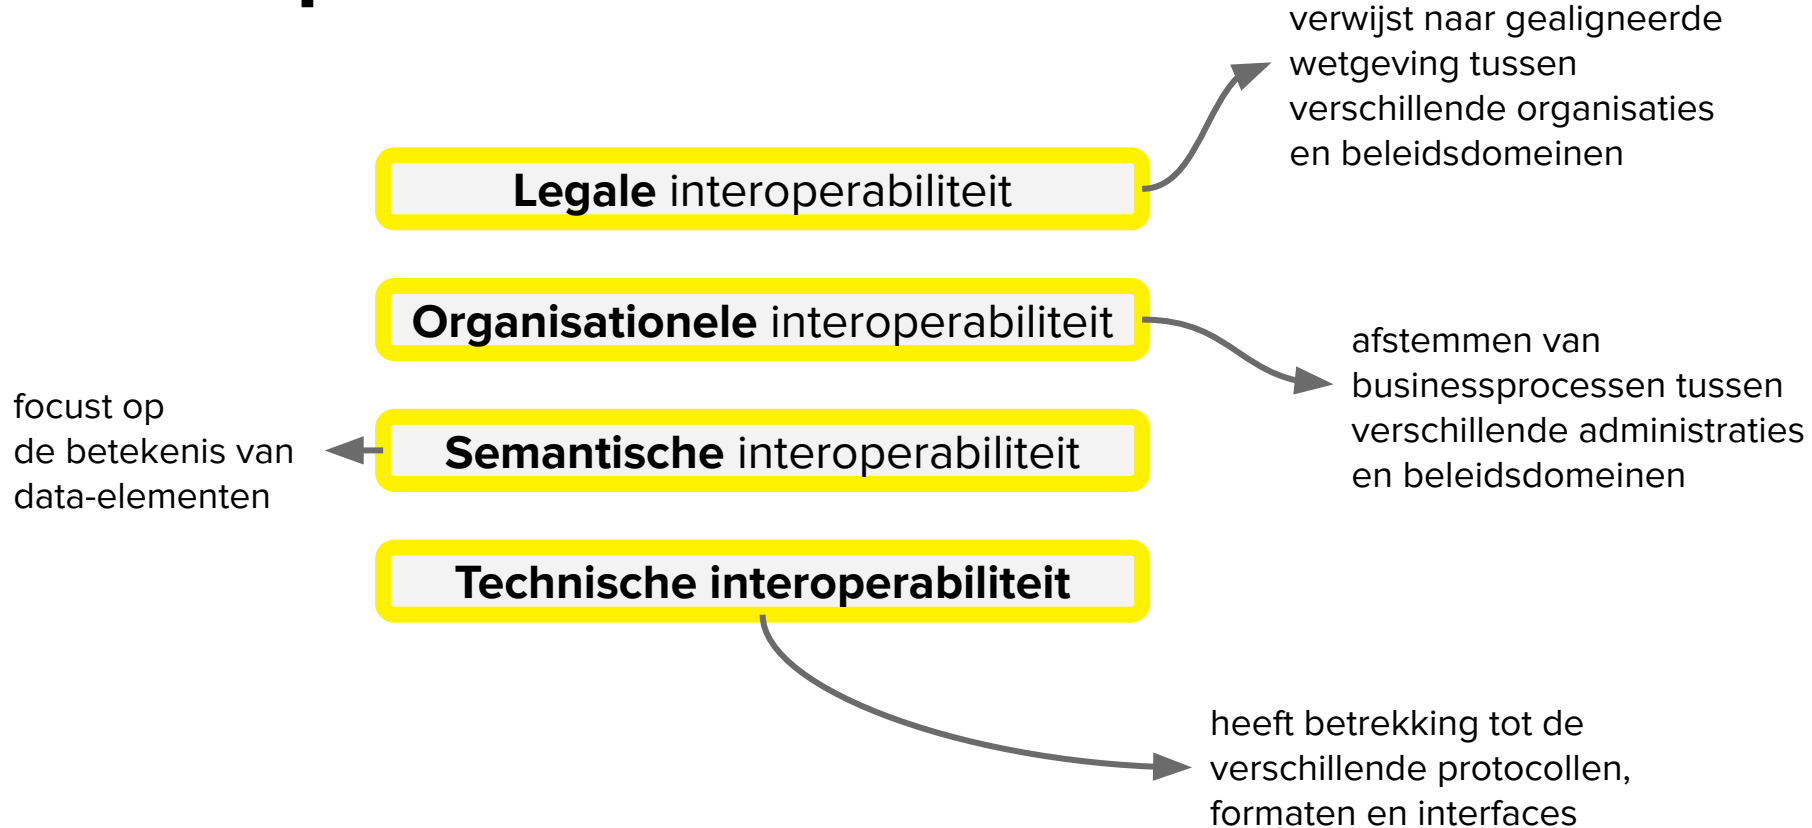 verwijst naar gealigneerde
wetgeving tussen
verschillende organisaties
en beleidsdomeinen
Legale interoperabiliteit
Organisationele interoperabiliteit
afstemmen van
businessprocessen tussen
verschillende administraties
en beleidsdomeinen
focust op
de betekenis van
data-elementen
Semantische interoperabiliteit
Technische interoperabiliteit
heeft betrekking tot de
verschillende protocollen,
formaten en interfaces